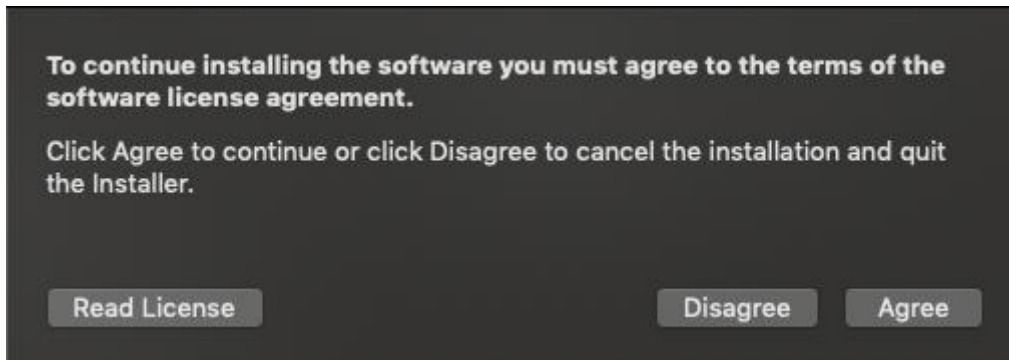 To continue installing the software you must agree to the terms of the
software license agreement.
Click Agree to continue or click Disagree to cancel the installation and quit
the Installer.
Read License
Disagree
Agree